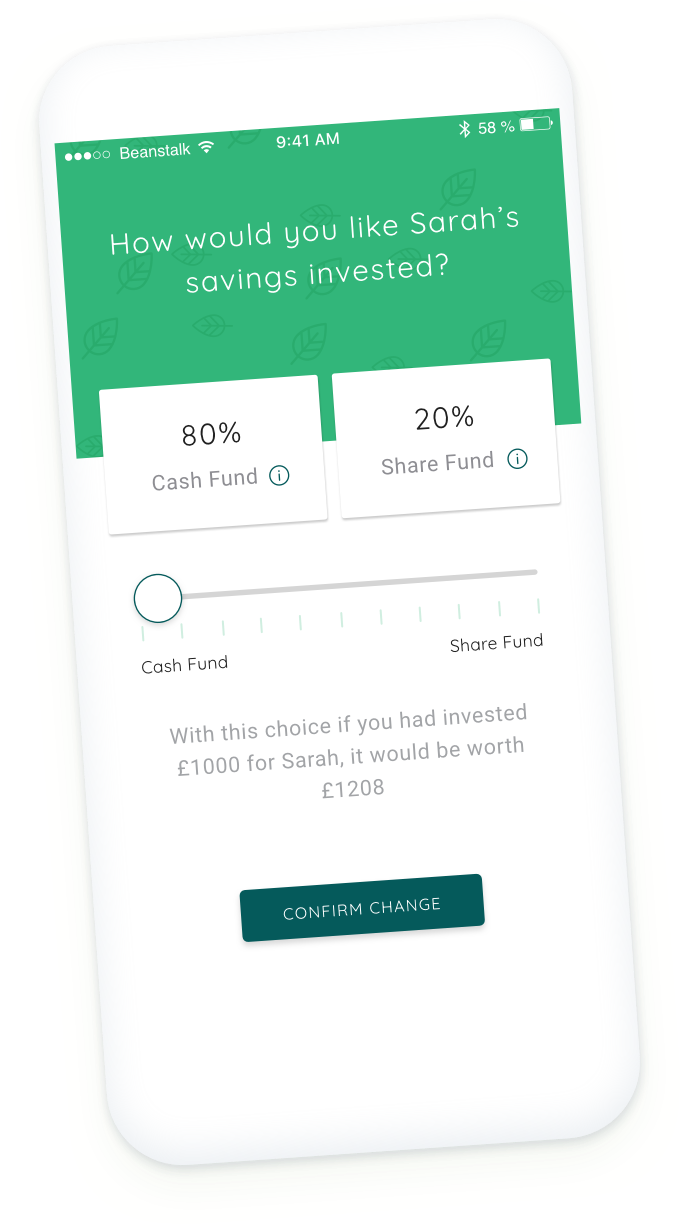 Beanstalk 9:41 AM 58 %
How would you like Sarah's
savings invested?
80% 20%
Cash Fund Share Fund
Cash Fund Share Fund
With this choice if you had invested
£1000 for Sarah, it would be worth
£1208
CONFIRM CHANGE